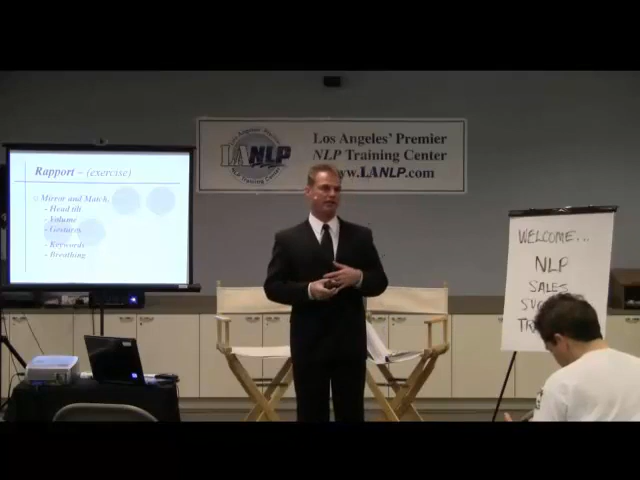 Los Angeles' Premier
LANLP
NLP Training Center
www.LANLP.com
Rapport – (exercise)
Mirror and Match,
- Head tilt
- Volume
- Gestures
- Keywords
- Breathing
WELCOME...
NLP
SALES